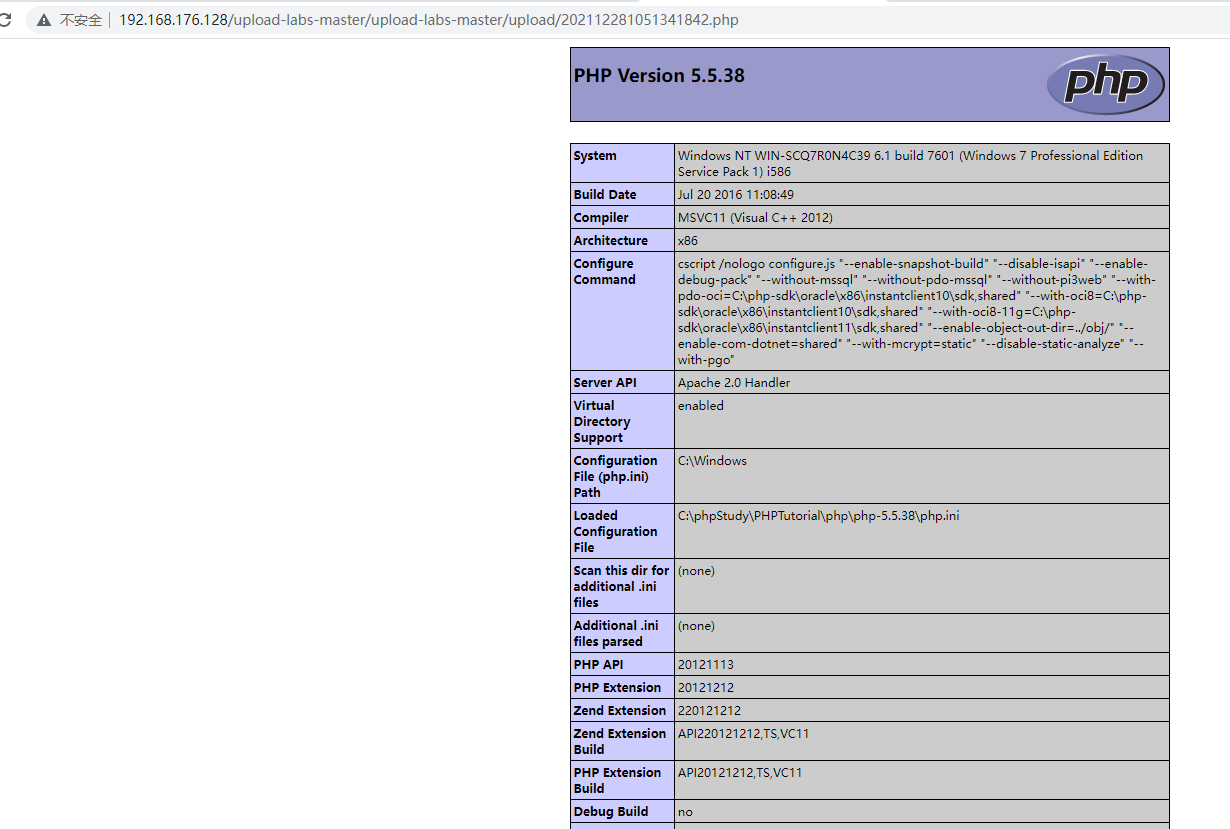 不安全 | 192.168.176.128/upload-labs-master/upload-labs-master/upload/202112281051341842.php
PHP Version 5.5.38
php
System
Windows NT WIN-SCQ7R0N4C39 6.1 build 7601 (Windows 7 Professional Edition
Service Pack 1) i586
Build Date
Jul 20 2016 11:08:49
Compiler
MSVC11 (Visual C++ 2012)
Architecture
x86
Configure
Command
cscript /nologo configure.js "--enable-snapshot-build" "--disable-isapi" "--enable-
debug-pack" "--without-mssql" "--without-pdo-mssql" "--without-pi3web" "--with-
pdo-oci=C:\php-sdk\oracle\x86\instantclient10\sdk,shared" "--with-oci8=C:\php-
sdk\oracle\x86\instantclient10\sdk,shared" "--with-oci8-11g=C:\php-
sdk\oracle\x86\instantclient11\sdk,shared" "--enable-object-out-dir=../obj/" "--
enable-com-dotnet=shared" "--with-mcrypt=static" "--disable-static-analyze" "--
with-pgo"
Server API
Apache 2.0 Handler
Virtual
Directory
Support
enabled
Configuration
File (php.ini)
Path
C:\Windows
Loaded
Configuration
File
C:\phpStudy\PHPTutorial\php\php-5.5.38\php.ini
Scan this dir for
additional .ini
files
(none)
Additional .ini
files parsed
(none)
PHP API
20121113
PHP Extension
20121212
Zend Extension
220121212
Zend Extension
Build
API220121212,TS,VC11
PHP Extension
Build
API20121212,TS,VC11
Debug Build
no